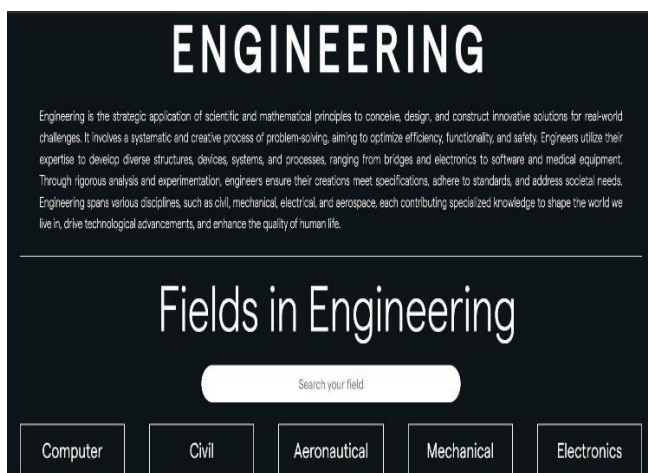 ENGINEERING
Engineering is the strategic application of scientific and mathematical principles to conceive, design, and construct innovative solutions for real-world
challenges. It involves a systematic and creative process of problem-solving, aiming to optimize efficiency, functionality, and safety. Engineers utilize their
expertise to develop diverse structures, devices, systems, and processes, ranging from bridges and electronics to software and medical equipment.
Through rigorous analysis and experimentation, engineers ensure their creations meet specifications, adhere to standards, and address societal needs.
Engineering spans various disciplines, such as civil, mechanical, electrical, and aerospace, each contributing specialized knowledge to shape the world we
live in, drive technological advancements, and enhance the quality of human life.
Fields in Engineering
Search your field
Computer Civil Aeronautical Mechanical Electronics